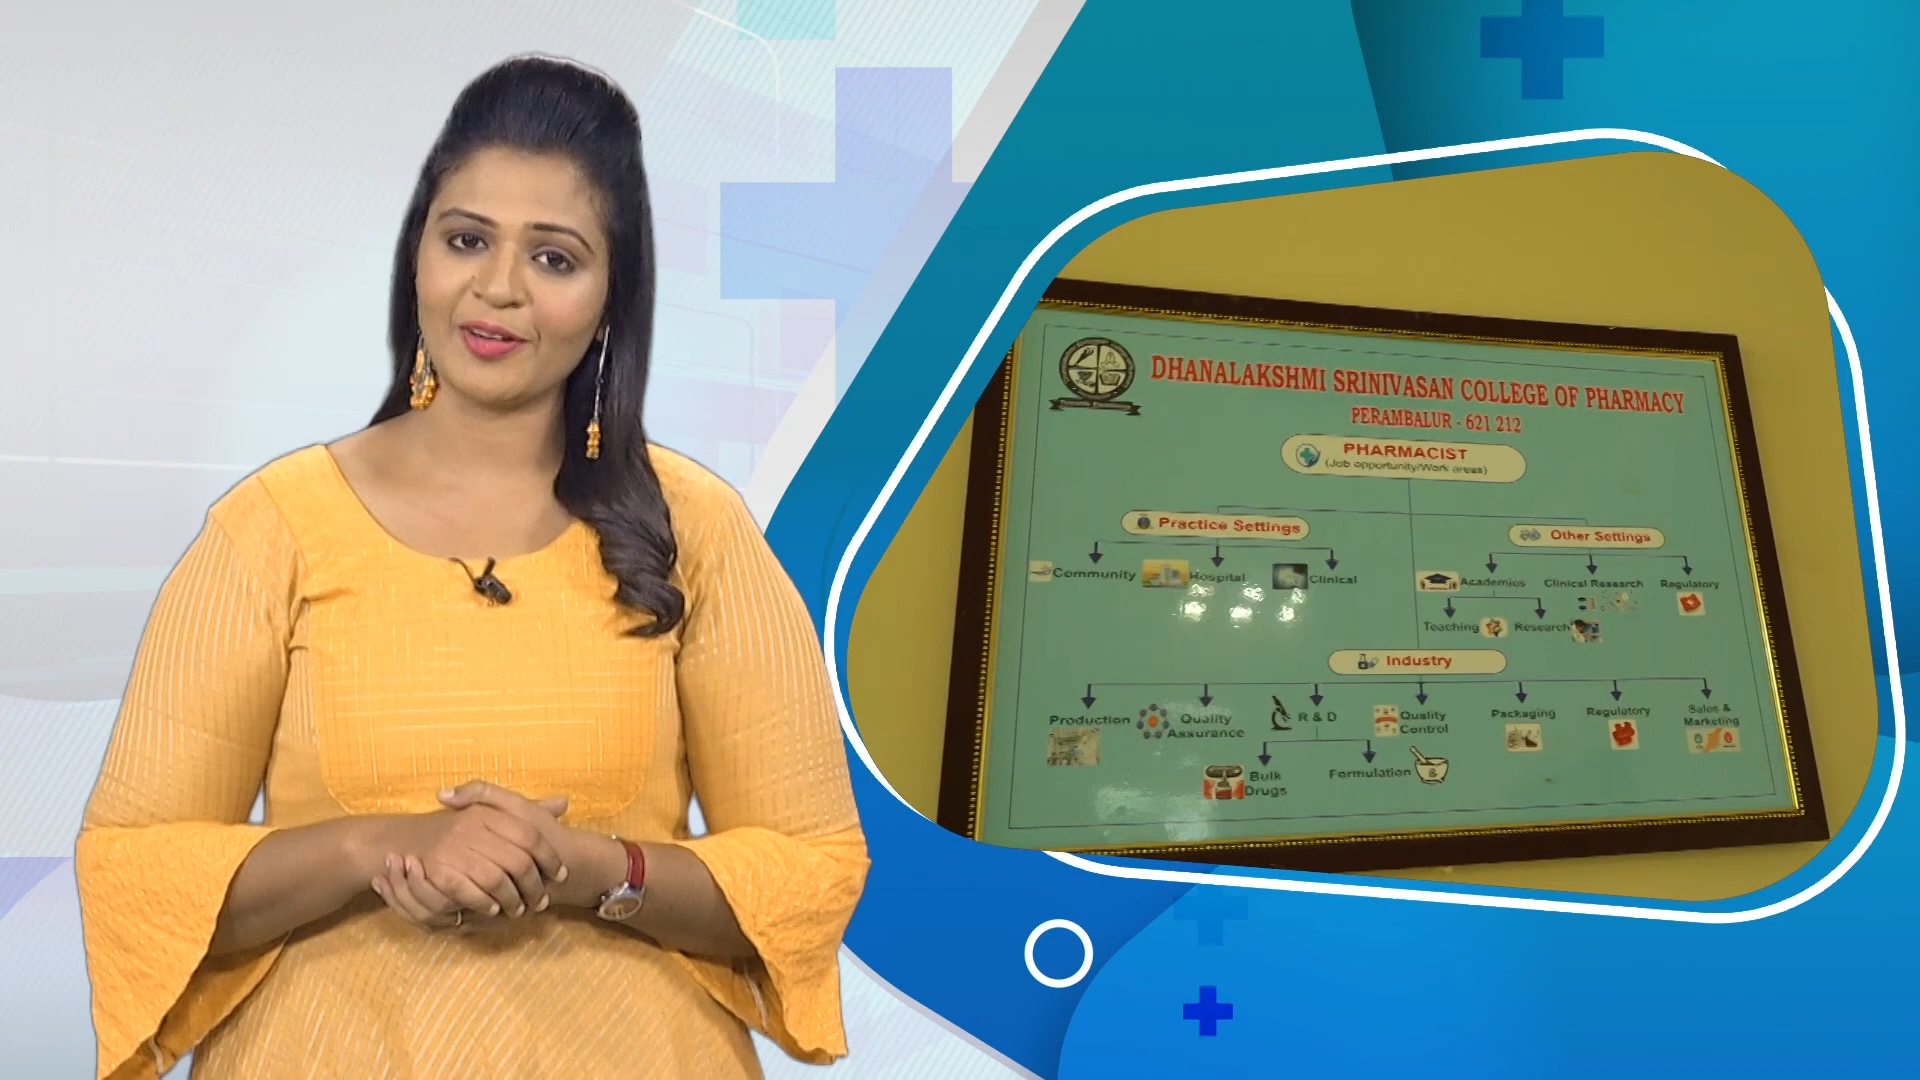 DHANALAKSHMI SRINIVASAN COLLEGE OF PHARMACY
PERAMBALUR - 621 212
PHARMACIST
(Job opportunity/Work areas)
Practice Settings
Other Settings
Community
Hospital
Clinical
Academics
Clinical Research
Regulatory
Teaching
Research
Industry
Production
Quality
Assurance
R & D
Quality
Control
Packaging
Regulatory
Sales &
Marketing
Bulk
Drugs
Formulation